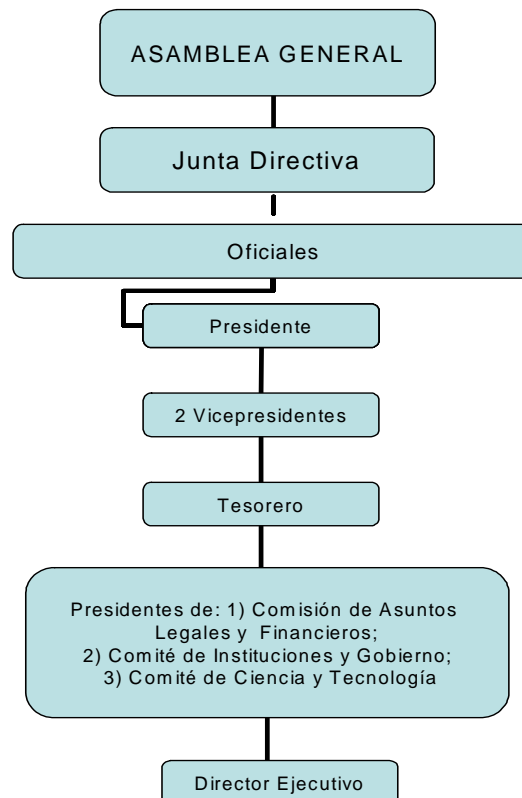 ASAMBLEA GENERAL
Junta Directiva
Oficiales
Presidente
2 Vicepresidentes
Tesorero
Presidentes de: 1) Comisión de Asuntos
Legales y Financieros;
2) Comité de Instituciones y Gobierno;
3) Comité de Ciencia y Tecnología
Director Ejecutivo